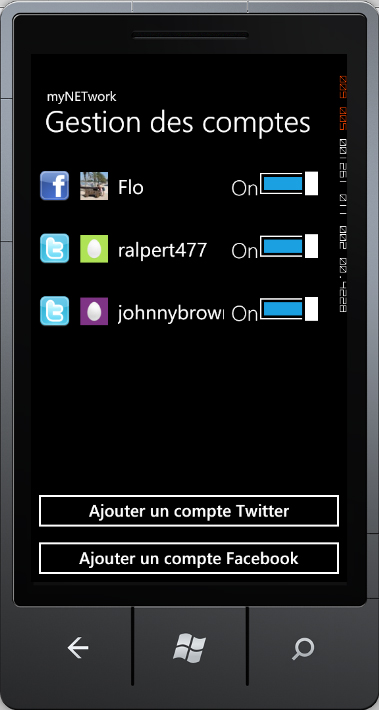 myNETwork
Gestion des comptes
Flo
On
ralpert477
On
johnnybrow
On
Ajouter un compte Twitter
Ajouter un compte Facebook